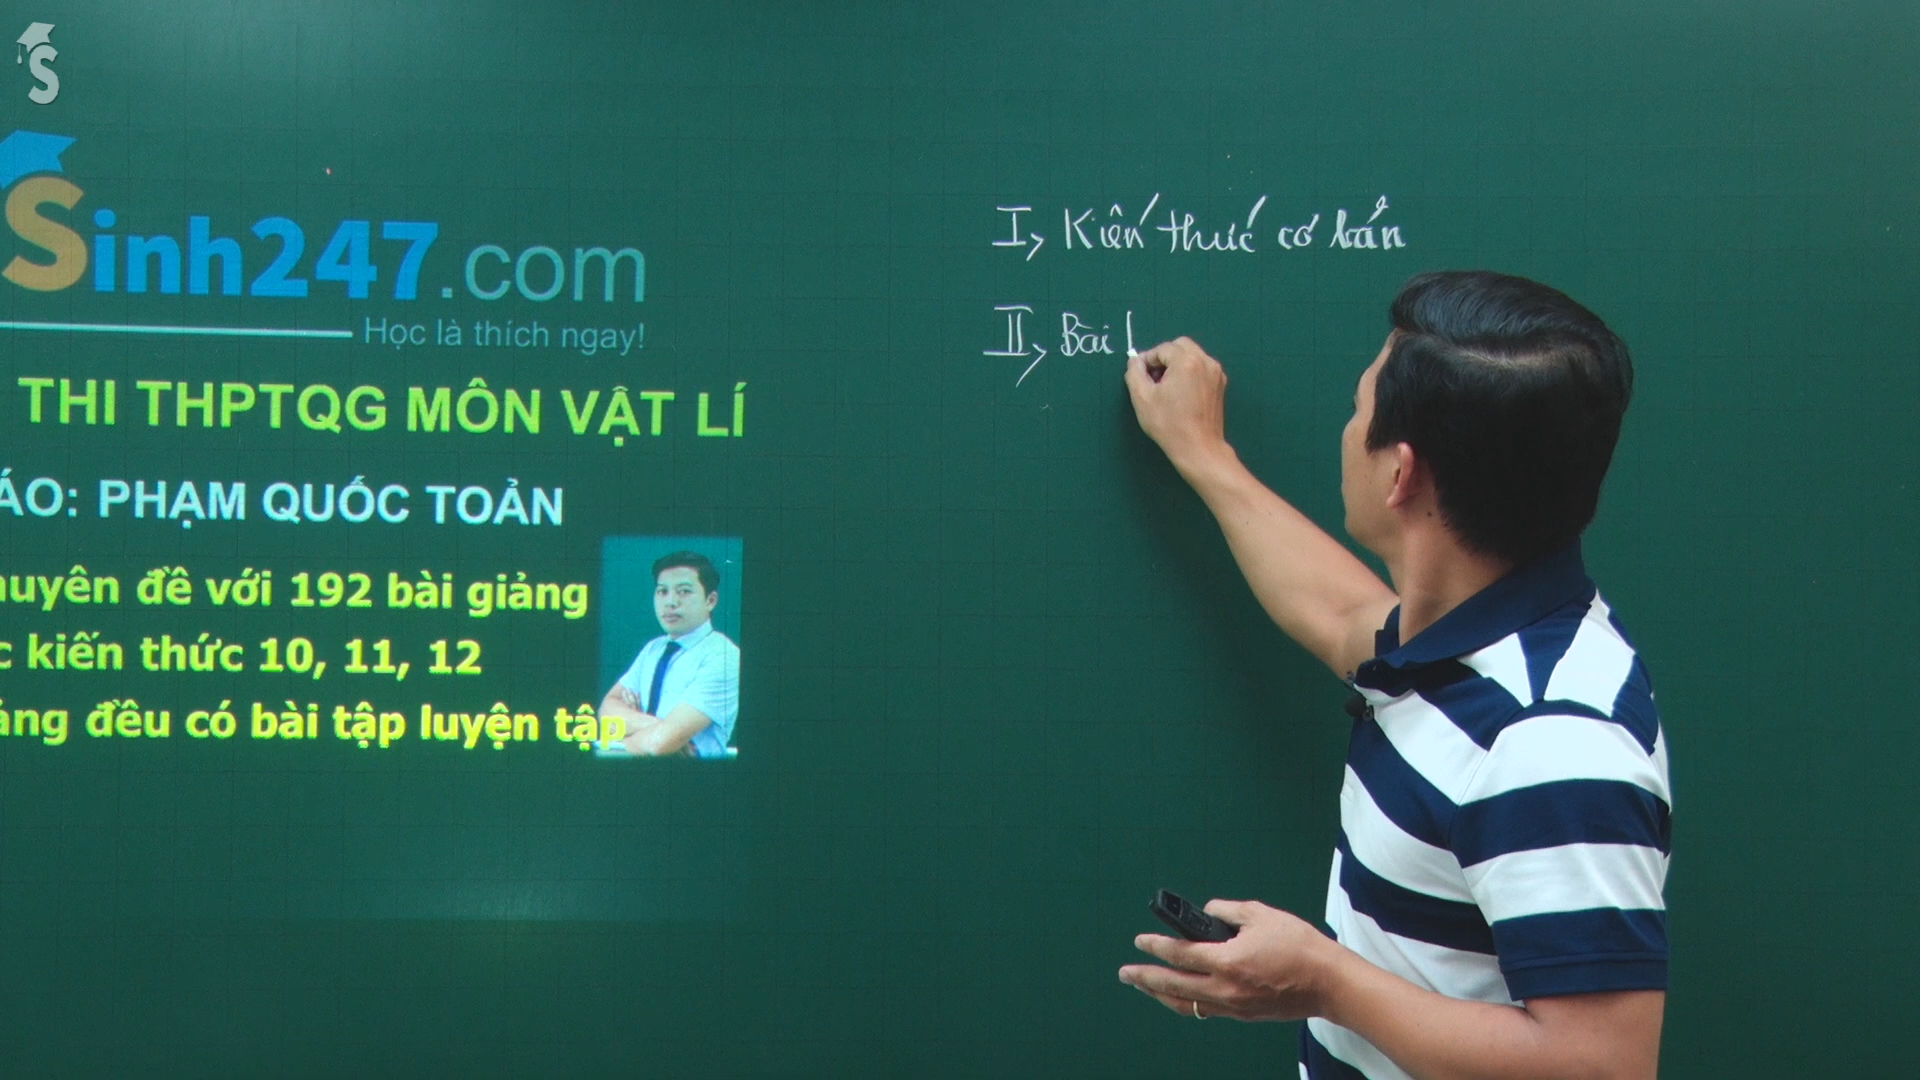 S
Sinh247.com
Học là thích ngay!
THI THPTQG MÔN VẬT LÍ
ÁO: PHẠM QUỐC TOẢN
huyên đề với 192 bài giảng
c kiến thức 10, 11, 12
ảng đều có bài tập luyện tập
I, Kiến thức cơ bản
II, Bài